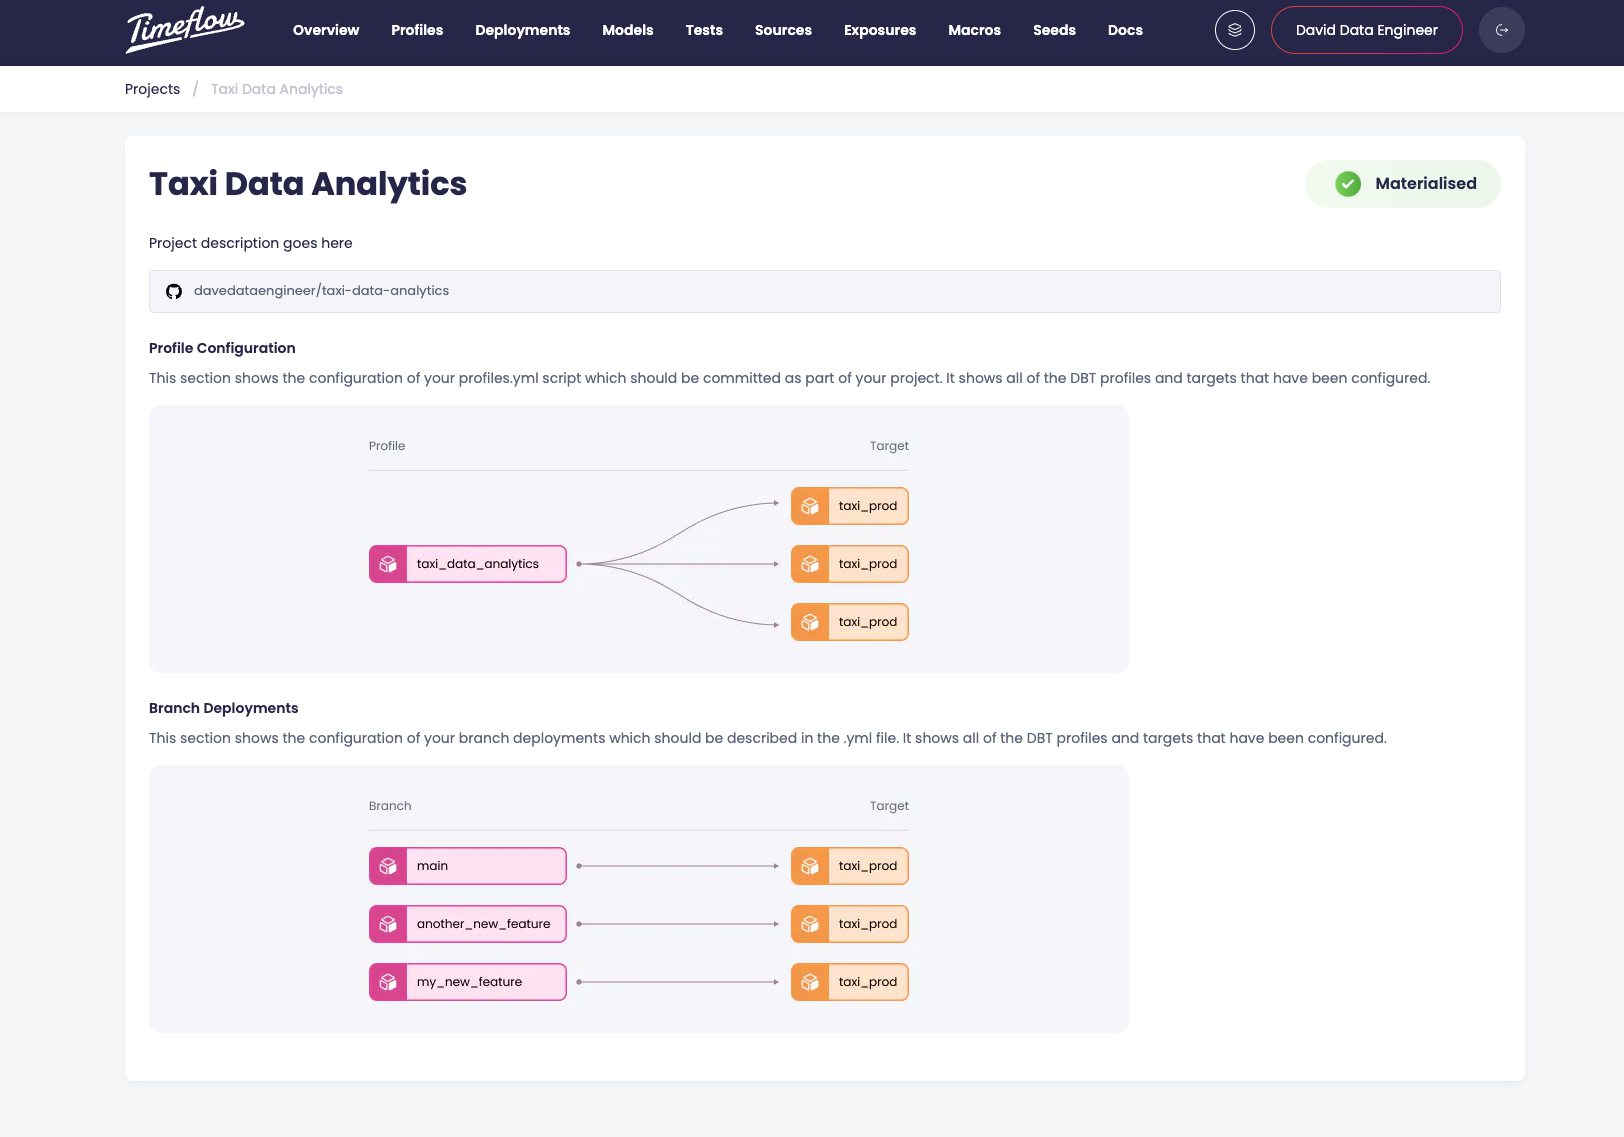 Timeflow
Overview Profiles Deployments Models Tests Sources Exposures Macros Seeds Docs
David Data Engineer
Projects / Taxi Data Analytics
Taxi Data Analytics
Materialised
Project description goes here
davedataengineer/taxi-data-analytics
Profile Configuration
This section shows the configuration of your profiles.yml script which should be committed as part of your project. It shows all of the DBT profiles and targets that have been configured.
Profile Target
taxi_prod
taxi_data_analytics taxi_prod
taxi_prod
Branch Deployments
This section shows the configuration of your branch deployments which should be described in the .yml file. It shows all of the DBT profiles and targets that have been configured.
Branch Target
main taxi_prod
another_new_feature taxi_prod
my_new_feature taxi_prod